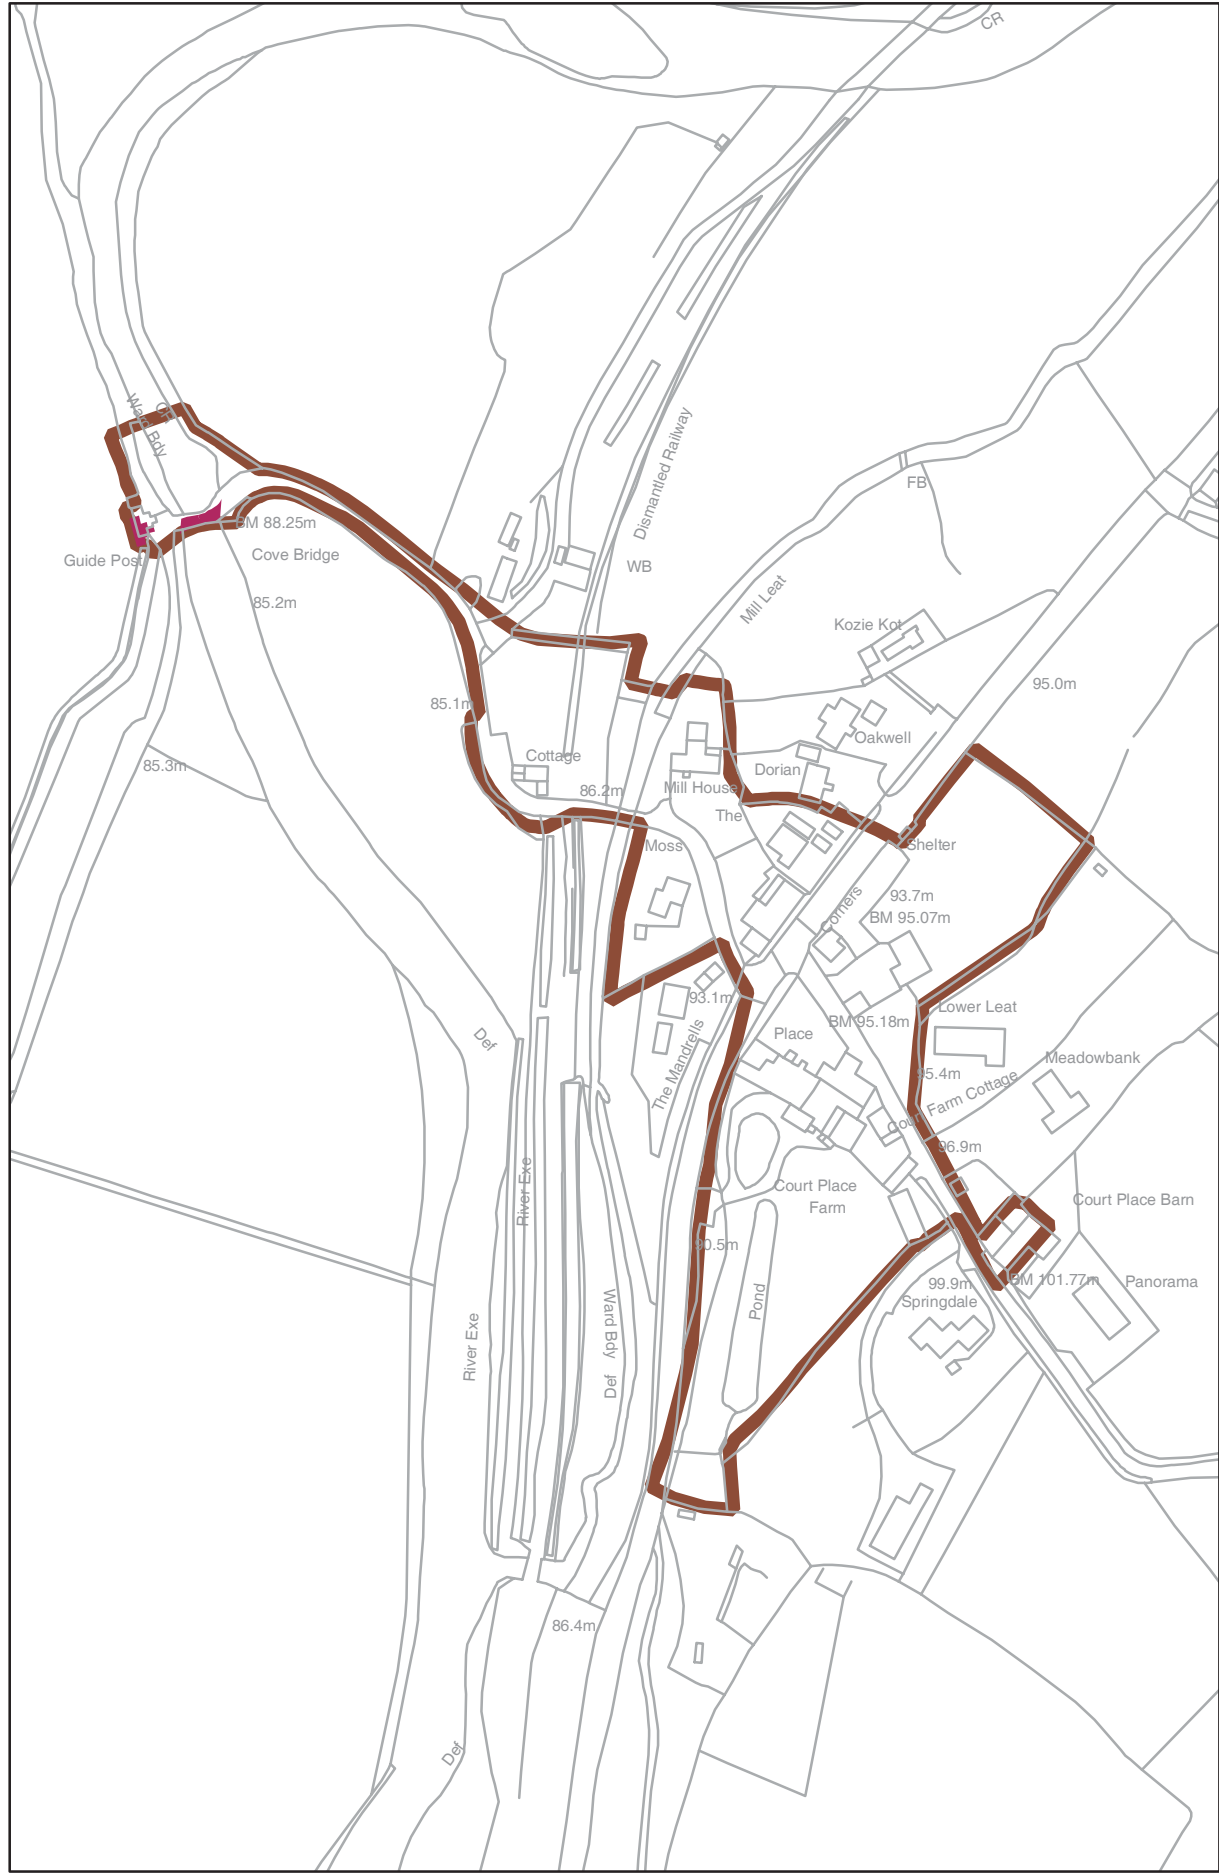 CR
Ward Bdy
CR
Dismantled Railway
FB
BM 88.25m
Guide Post
Cove Bridge
WB
85.2m
Mill Leat
Kozie Kot
95.0m
85.1m
Oakwell
85.3m
Cottage
Dorian
86.2m
Mill House
The
Moss
Shelter
93.7m
Corners
BM 95.07m
93.1m
Lower Leat
BM 95.18m
Place
Def
The Mandrells
Meadowbank
95.4m
Court Farm Cottage
96.9m
River Exe
Court Place
Farm
Court Place Barn
90.5m
BM 101.77m
99.9m
Panorama
Springdale
Pond
Ward Bdy
River Exe
Def
86.4m
Def